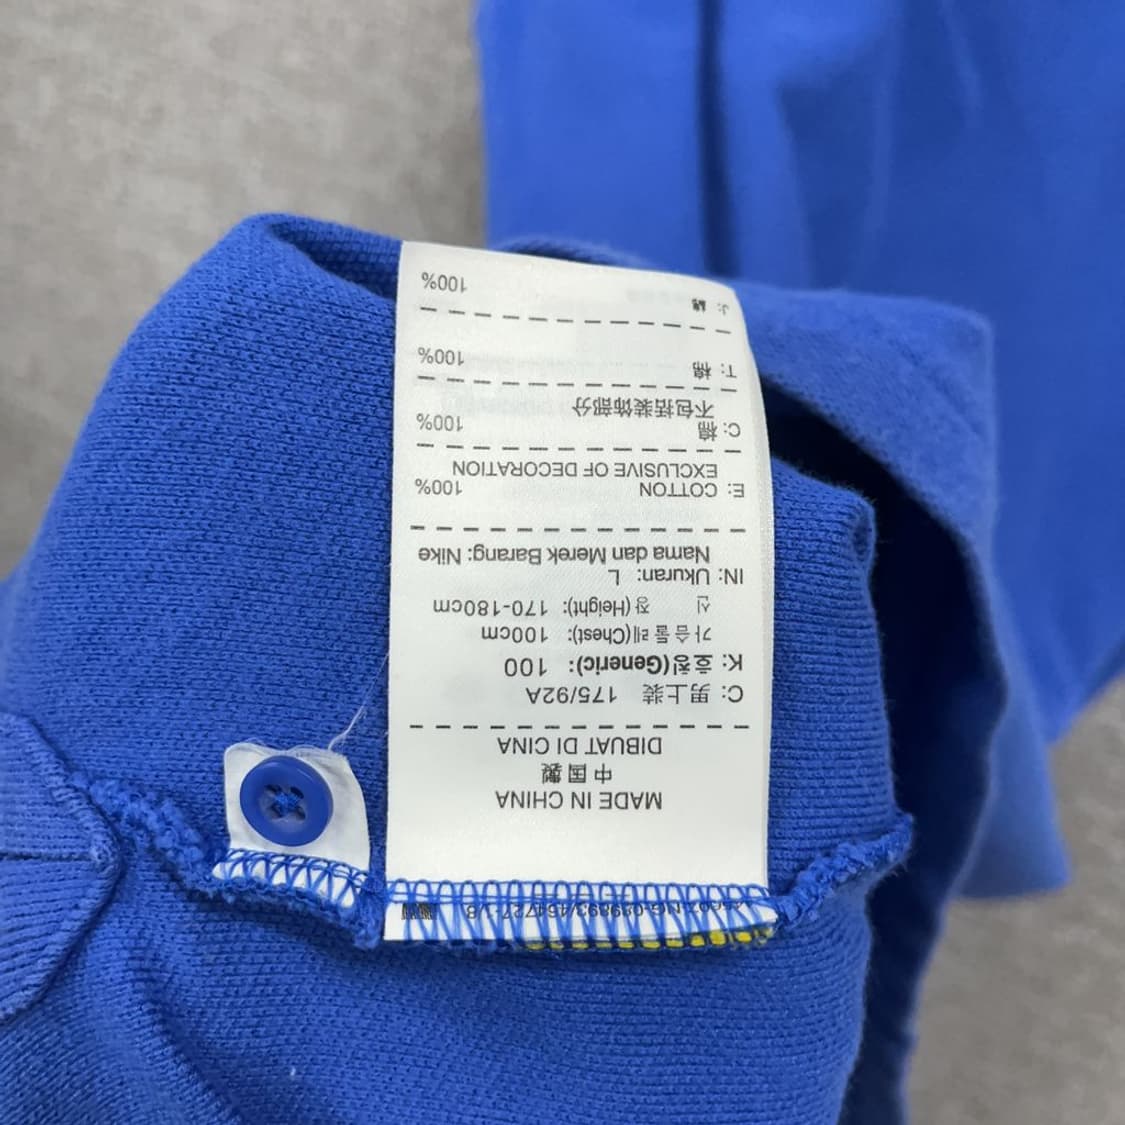 MADE IN CHINA
中国製
DIBUAT DI CINA
C: 男上装 175/92A
K: 호칭(Generic): 100
가슴둘레(Chest): 100cm
신 장 (Height): 170-180cm
IN: Ukuran: L
Nama dan Merek Barang: Nike
E: COTTON 100%
EXCLUSIVE OF DECORATION
C: 棉 100%
不包括装饰部分
T: 棉 100%
J: 綿 100%